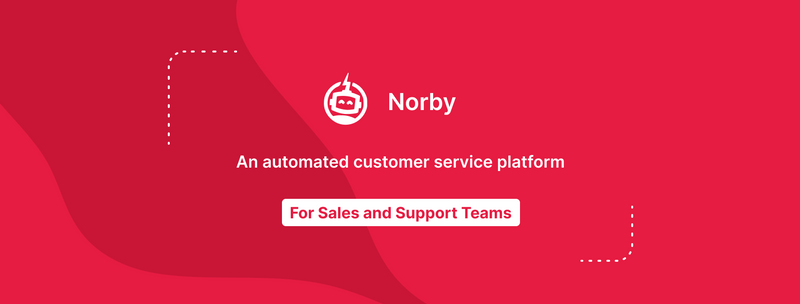 Norby
An automated customer service platform
For Sales and Support Teams